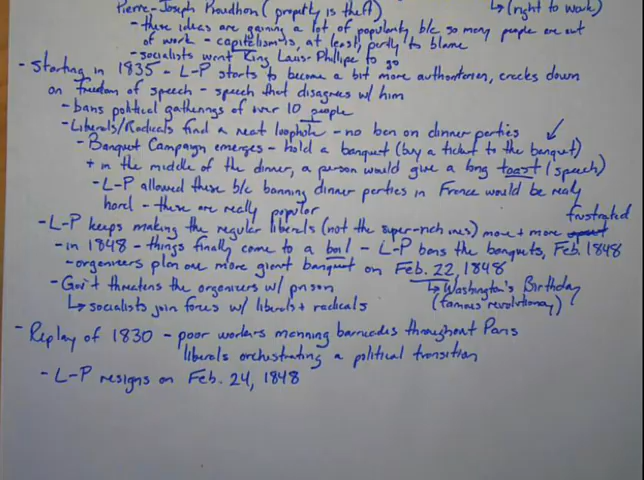 Pierre-Joseph Proudhon (property is theft) ↳ (right to work)
- these ideas are gaining a lot of popularity b/c so many people are out
of work - capitalism is, at least, partly to blame
- socialists want King Louis-Phillipe to go
- Starting in 1835 - L-P starts to become a bit more authoritarian, cracks down
on freedom of speech - speech that disagrees w/ him
- bans political gatherings of over 10 people
- Liberals/Radicals find a neat loophole - no ban on dinner parties
- Banquet Campaign emerges - hold a banquet (buy a ticket to the banquet)
+ in the middle of the dinner, a person would give a long toast (speech)
- L-P allowed these b/c banning dinner parties in France would be really
hard - these are really popular
- L-P keeps making the regular liberals (not the super-rich ones) more + more frustrated
- in 1848 - things finally come to a boil - L-P bans the banquets, Feb. 1848
- organizers plan one more giant banquet on Feb. 22, 1848
- Gov't threatens the organizers w/ prison ↳ Washington's Birthday
↳ socialists join forces w/ liberals + radicals (famous revolutionary)
- Replay of 1830 - poor workers manning barricades throughout Paris
liberals orchestrating a political transition
- L-P resigns on Feb. 24, 1848